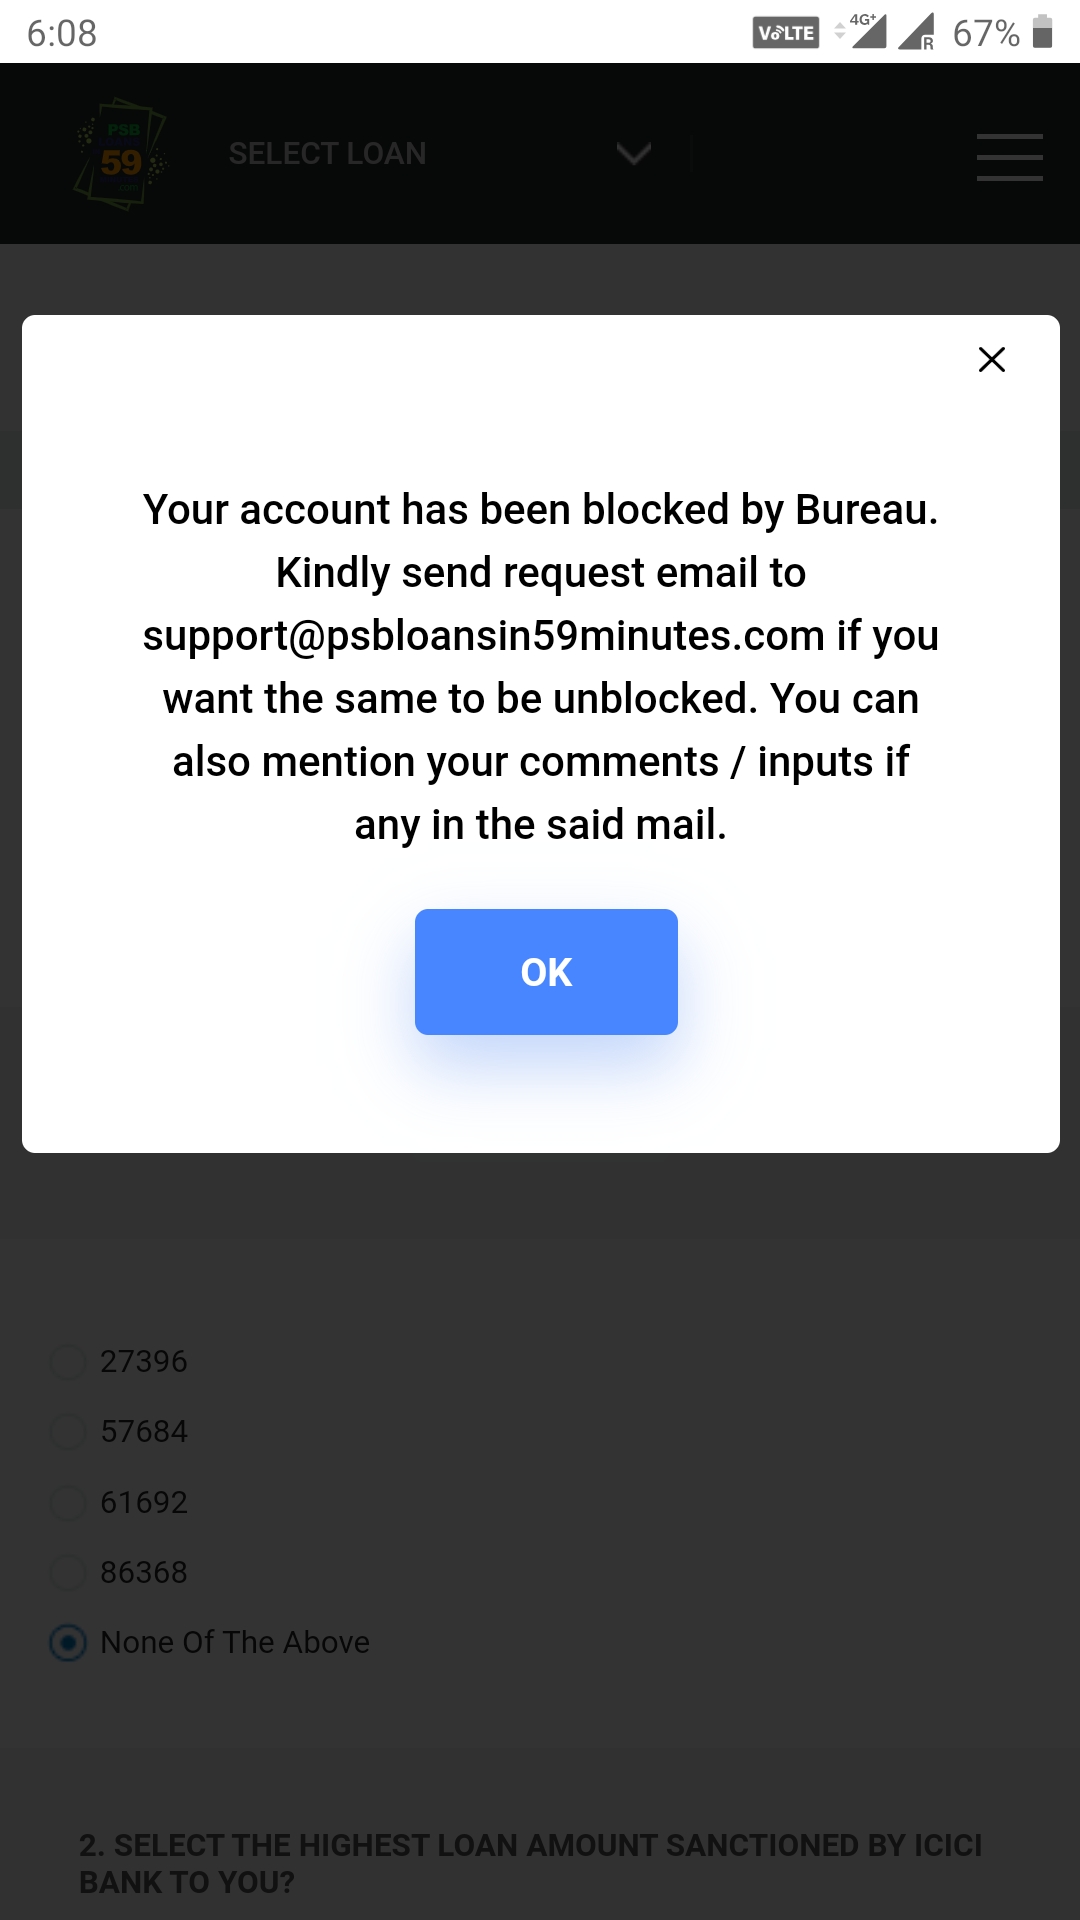 6:08
VoLTE 4G+ R 67%
PSB
59
.com
SELECT LOAN
Your account has been blocked by Bureau.
Kindly send request email to
support@psbloansin59minutes.com if you
want the same to be unblocked. You can
also mention your comments / inputs if
any in the said mail.
OK
27396
57684
61692
86368
None Of The Above
2. SELECT THE HIGHEST LOAN AMOUNT SANCTIONED BY ICICI
BANK TO YOU?